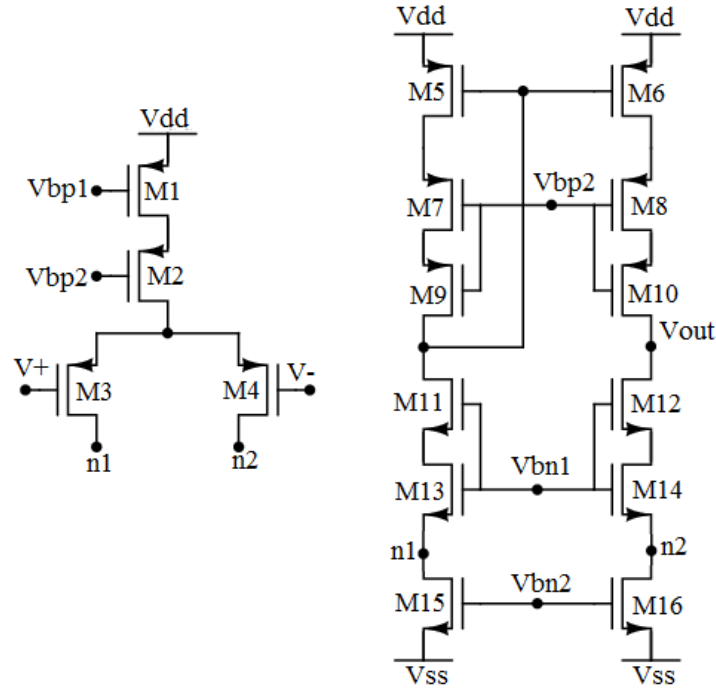 Vdd
Vdd
M5
M6
Vdd
Vbp1
M1
Vbp2
M7
M8
Vbp2
M2
M9
M10
Vout
V+
M3
M4
V-
M11
M12
n1
n2
Vbn1
M13
M14
n1
n2
Vbn2
M15
M16
Vss
Vss